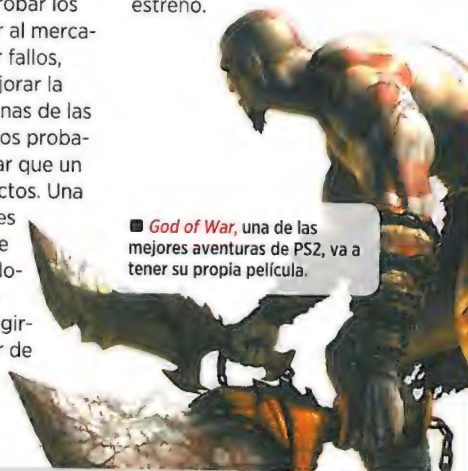 robar los
r al merca-
r fallos,
jorar la
nas de las
os proba-
ar que un
ctos. Una
es
e
lo-
gir-
r de
estreno.
God of War, una de las
mejores aventuras de PS2, va a
tener su propia película.